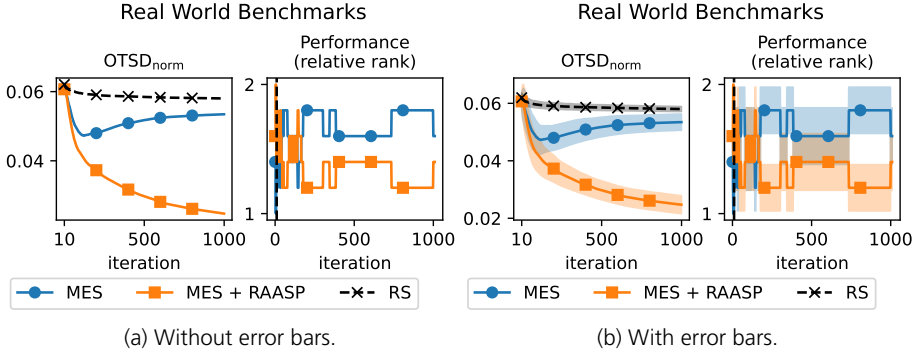 Real World Benchmarks
OTSDnorm
Performance
(relative rank)
0.06
0.04
10
500
1000
iteration
2
1
0
500
1000
iteration
MES
MES + RAASP
RS
(a) Without error bars.
Real World Benchmarks
OTSDnorm
Performance
(relative rank)
0.06
0.04
0.02
10
500
1000
iteration
2
1
0
500
1000
iteration
MES
MES + RAASP
RS
(b) With error bars.